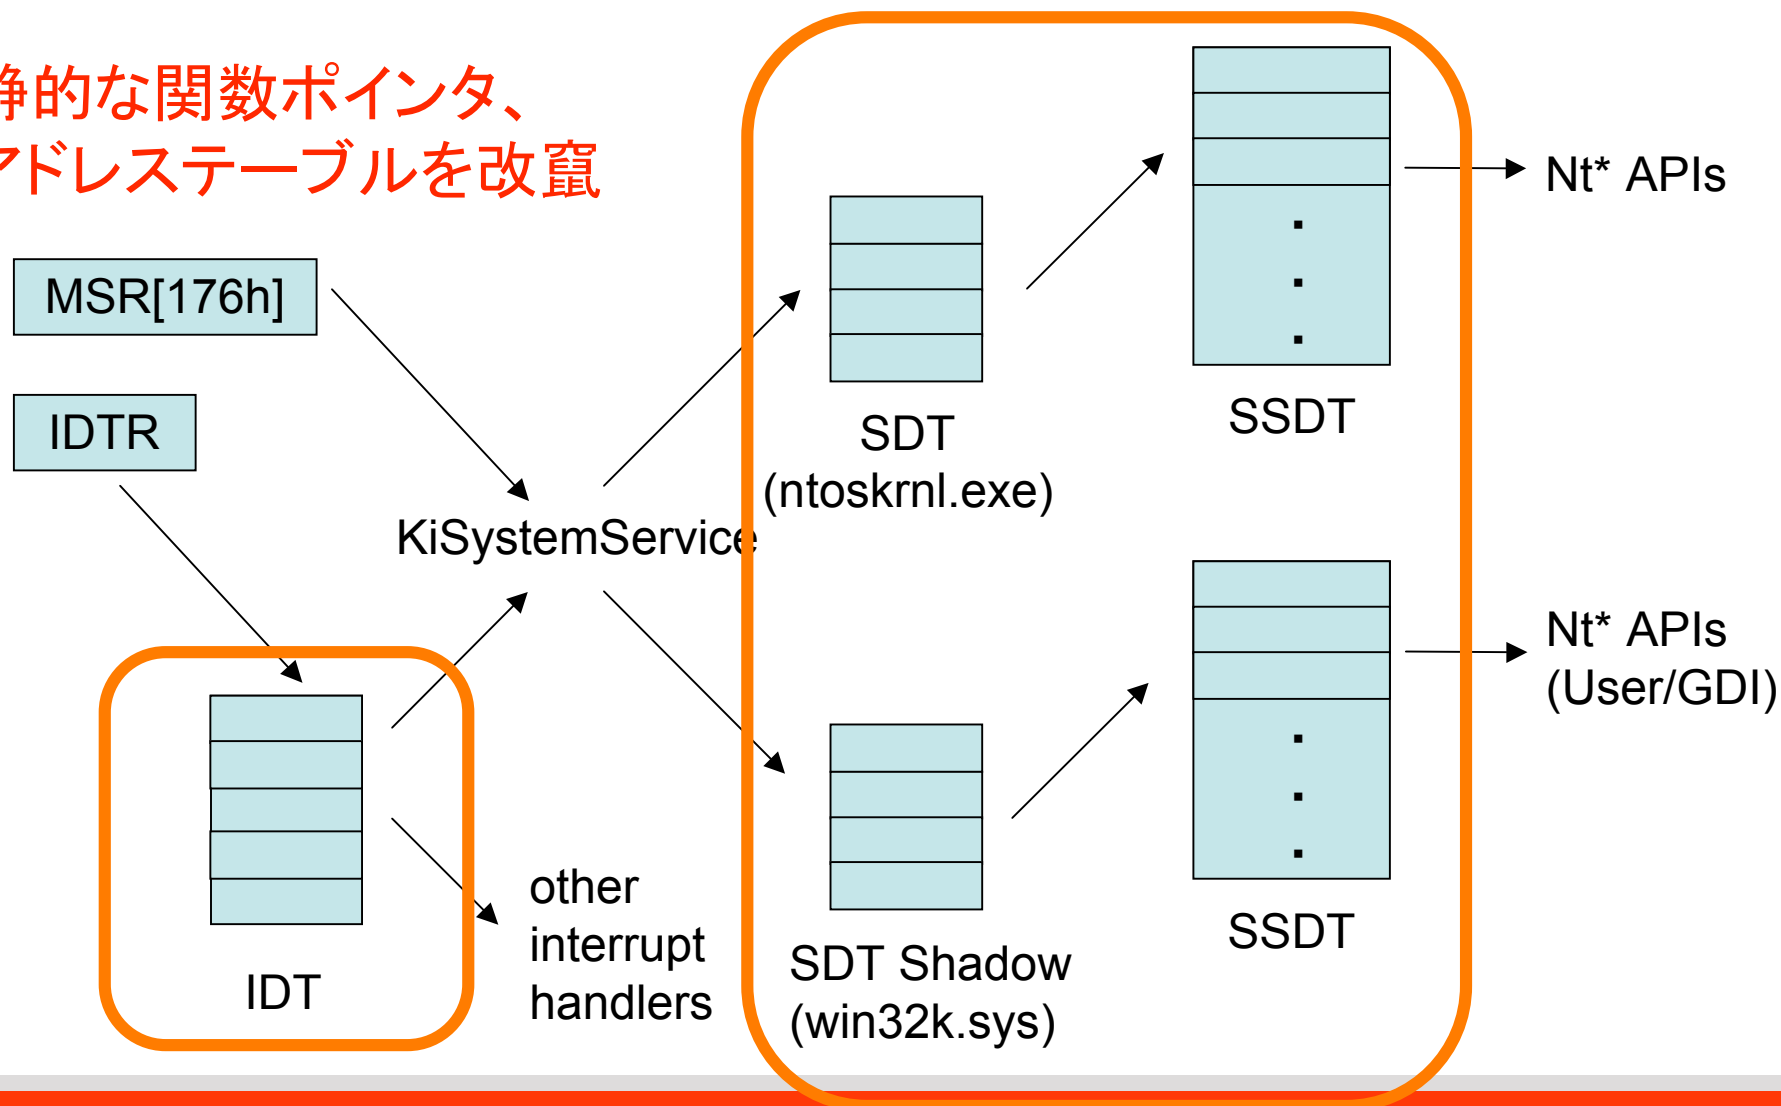 静的な関数ポインタ、
アドレステーブルを改竄
MSR[176h]
IDTR
KiSystemService
IDT
other
interrupt
handlers
SDT
(ntoskrnl.exe)
SSDT
Nt* APIs
SDT Shadow
(win32k.sys)
SSDT
Nt* APIs
(User/GDI)